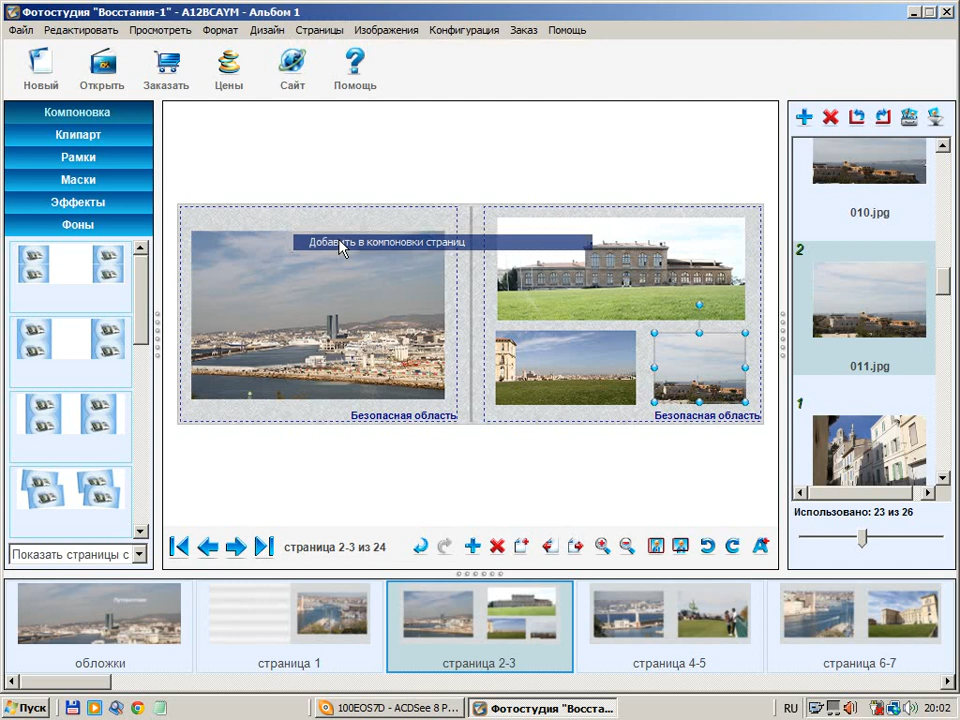 Фотостудия "Восстания-1" - A12BCAYM - Альбом 1
Файл Редактировать Просмотреть Формат Дизайн Страницы Изображения Конфигурация Заказ Помощь
Новый Открыть Заказать Цены Сайт Помощь
Компоновка
Клипарт
Рамки
Маски
Эффекты
Фоны
Показать страницы с
Добавить в компоновки страниц
Безопасная область
Безопасная область
страница 2-3 из 24
010.jpg
2
011.jpg
1
Использовано: 23 из 26
обложки
страница 1
страница 2-3
страница 4-5
страница 6-7
Пуск
100EOS7D - ACDSee 8 P...
Фотостудия "Восста...
RU
20:02